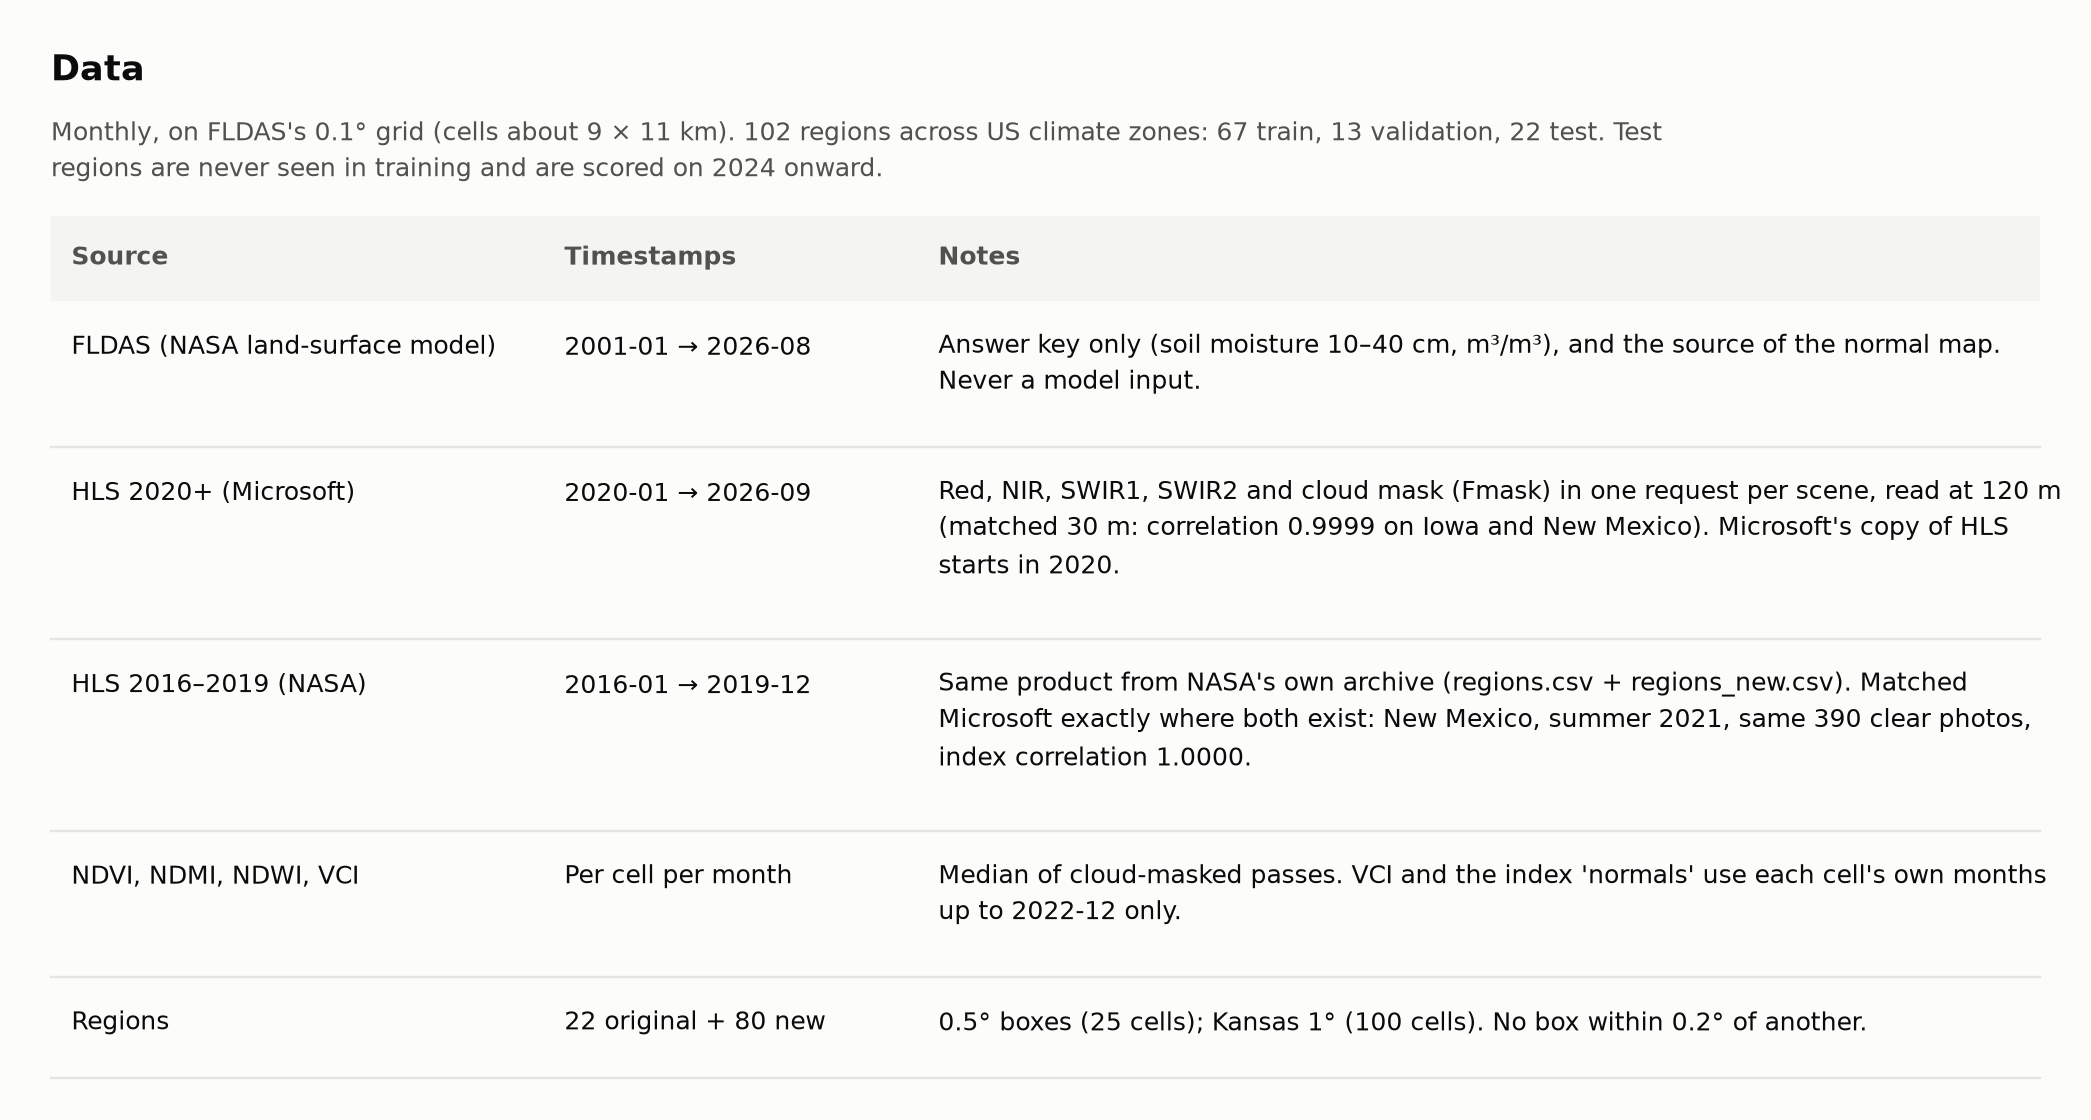 Data
Monthly, on FLDAS's 0.1° grid (cells about 9 × 11 km). 102 regions across US climate zones: 67 train, 13 validation, 22 test. Test
regions are never seen in training and are scored on 2024 onward.
Source Timestamps Notes
FLDAS (NASA land-surface model) 2001-01 → 2026-08 Answer key only (soil moisture 10–40 cm, m³/m³), and the source of the normal map.
Never a model input.
HLS 2020+ (Microsoft) 2020-01 → 2026-09 Red, NIR, SWIR1, SWIR2 and cloud mask (Fmask) in one request per scene, read at 120 m
(matched 30 m: correlation 0.9999 on Iowa and New Mexico). Microsoft's copy of HLS
starts in 2020.
HLS 2016–2019 (NASA) 2016-01 → 2019-12 Same product from NASA's own archive (regions.csv + regions_new.csv). Matched
Microsoft exactly where both exist: New Mexico, summer 2021, same 390 clear photos,
index correlation 1.0000.
NDVI, NDMI, NDWI, VCI Per cell per month Median of cloud-masked passes. VCI and the index 'normals' use each cell's own months
up to 2022-12 only.
Regions 22 original + 80 new 0.5° boxes (25 cells); Kansas 1° (100 cells). No box within 0.2° of another.